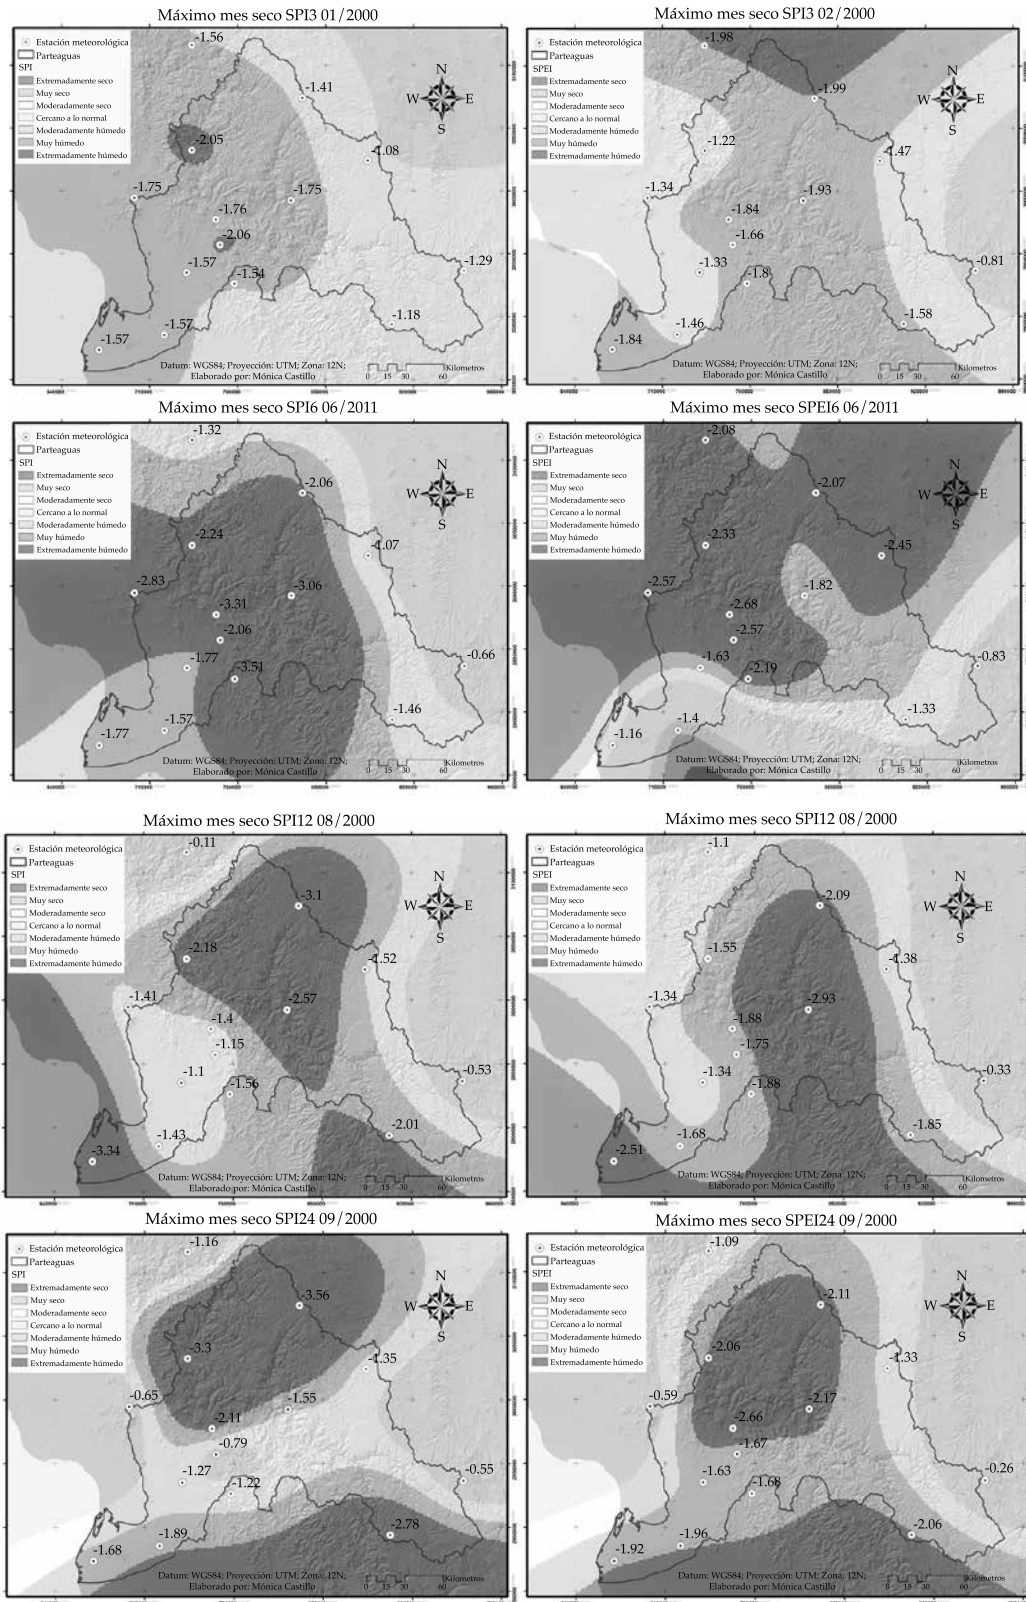 Máximo mes seco SPI3 01/2000
Estación meteorológica
Parteaguas
SPI
Extremadamente seco
Muy seco
Moderadamente seco
Cercano a lo normal
Moderadamente húmedo
Muy húmedo
Extremadamente húmedo
N
W E
S
-1.56
-1.41
-2.05
-1.08
-1.75
-1.75
-1.76
-2.06
-1.57
-1.54
-1.29
-1.57
-1.18
-1.57
Datum: WGS84; Proyección: UTM; Zona: 12N;
Elaborado por: Mónica Castillo
Kilometros
0 15 30 60
Máximo mes seco SPI3 02/2000
Estación meteorológica
Parteaguas
SPEI
Extremadamente seco
Muy seco
Moderadamente seco
Cercano a lo normal
Moderadamente húmedo
Muy húmedo
Extremadamente húmedo
N
W E
S
-1.98
-1.99
-1.22
-1.47
-1.34
-1.93
-1.84
-1.66
-1.33
-1.8
-0.81
-1.46
-1.58
-1.84
Datum: WGS84; Proyección: UTM; Zona: 12N;
Elaborado por: Mónica Castillo
Kilometros
0 15 30 60
Máximo mes seco SPI6 06/2011
Estación meteorológica
Parteaguas
SPI
Extremadamente seco
Muy seco
Moderadamente seco
Cercano a lo normal
Moderadamente húmedo
Muy húmedo
Extremadamente húmedo
N
W E
S
-1.32
-2.06
-2.24
-1.07
-2.83
-3.06
-3.31
-2.06
-1.77
-3.51
-0.66
-1.57
-1.46
-1.77
Datum: WGS84; Proyección: UTM; Zona: 12N;
Elaborado por: Mónica Castillo
Kilometros
0 15 30 60
Máximo mes seco SPEI6 06/2011
Estación meteorológica
Parteaguas
SPEI
Extremadamente seco
Muy seco
Moderadamente seco
Cercano a lo normal
Moderadamente húmedo
Muy húmedo
Extremadamente húmedo
N
W E
S
-2.08
-2.07
-2.33
-2.45
-2.57
-1.82
-2.68
-2.57
-1.63
-2.19
-0.83
-1.4
-1.33
-1.16
Datum: WGS84; Proyección: UTM; Zona: 12N;
Elaborado por: Mónica Castillo
Kilometros
0 15 30 60
Máximo mes seco SPI12 08/2000
Estación meteorológica
Parteaguas
SPI
Extremadamente seco
Muy seco
Moderadamente seco
Cercano a lo normal
Moderadamente húmedo
Muy húmedo
Extremadamente húmedo
N
W E
S
-0.11
-3.1
-2.18
-1.52
-1.41
-2.57
-1.4
-1.15
-1.1
-1.56
-0.53
-1.43
-2.01
-3.34
Datum: WGS84; Proyección: UTM; Zona: 12N;
Elaborado por: Mónica Castillo
Kilometros
0 15 30 60
Máximo mes seco SPI12 08/2000
Estación meteorológica
Parteaguas
SPEI
Extremadamente seco
Muy seco
Moderadamente seco
Cercano a lo normal
Moderadamente húmedo
Muy húmedo
Extremadamente húmedo
N
W E
S
-1.1
-2.09
-1.55
-1.38
-1.34
-2.93
-1.88
-1.75
-1.34
-1.88
-0.33
-1.68
-1.85
-2.51
Datum: WGS84; Proyección: UTM; Zona: 12N;
Elaborado por: Mónica Castillo
Kilometros
0 15 30 60
Máximo mes seco SPI24 09/2000
Estación meteorológica
Parteaguas
SPI
Extremadamente seco
Muy seco
Moderadamente seco
Cercano a lo normal
Moderadamente húmedo
Muy húmedo
Extremadamente húmedo
N
W E
S
-1.16
-3.56
-3.3
-1.35
-0.65
-1.55
-2.11
-0.79
-1.27
-1.22
-0.55
-1.89
-2.78
-1.68
Datum: WGS84; Proyección: UTM; Zona: 12N;
Elaborado por: Mónica Castillo
Kilometros
0 15 30 60
Máximo mes seco SPEI24 09/2000
Estación meteorológica
Parteaguas
SPEI
Extremadamente seco
Muy seco
Moderadamente seco
Cercano a lo normal
Moderadamente húmedo
Muy húmedo
Extremadamente húmedo
N
W E
S
-1.09
-2.11
-2.06
-1.33
-0.59
-2.17
-2.66
-1.67
-1.63
-1.68
-0.26
-1.96
-2.06
-1.92
Datum: WGS84; Proyección: UTM; Zona: 12N;
Elaborado por: Mónica Castillo
Kilometros
0 15 30 60